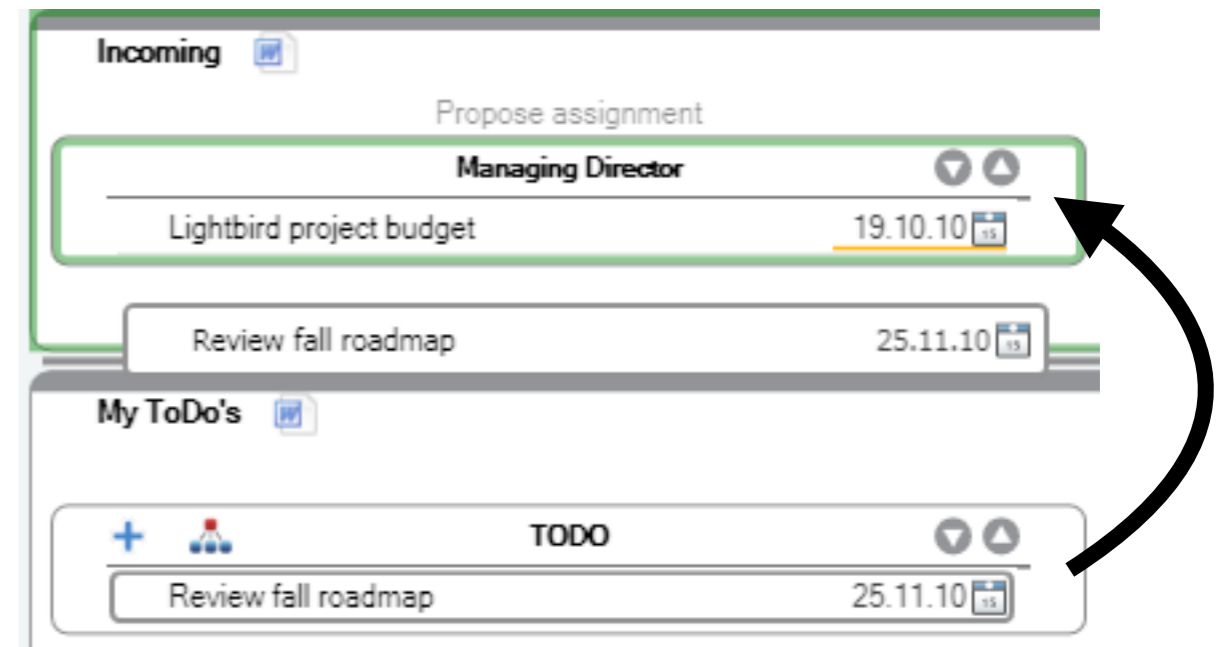 Incoming
Propose assignment
Managing Director
Lightbird project budget 19.10.10
Review fall roadmap 25.11.10
My ToDo's
TODO
Review fall roadmap 25.11.10